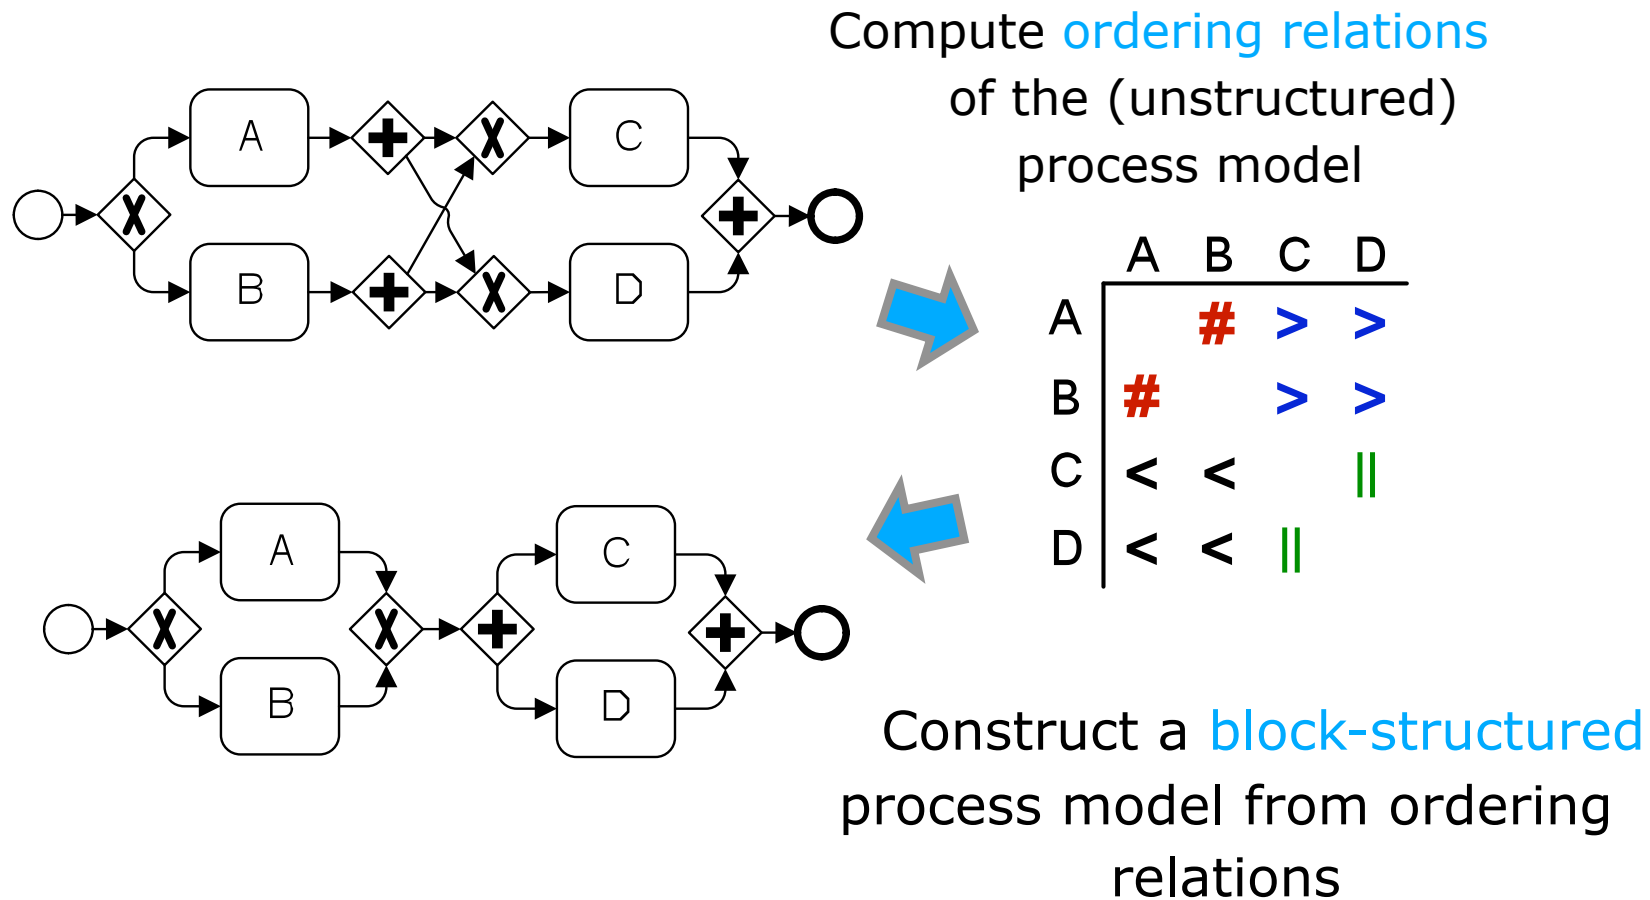 Compute ordering relations
of the (unstructured)
process model
A
C
B
D
A B C D
A # > >
B # > >
C < < ||
D < < ||
A
C
B
D
Construct a block-structured
process model from ordering
relations